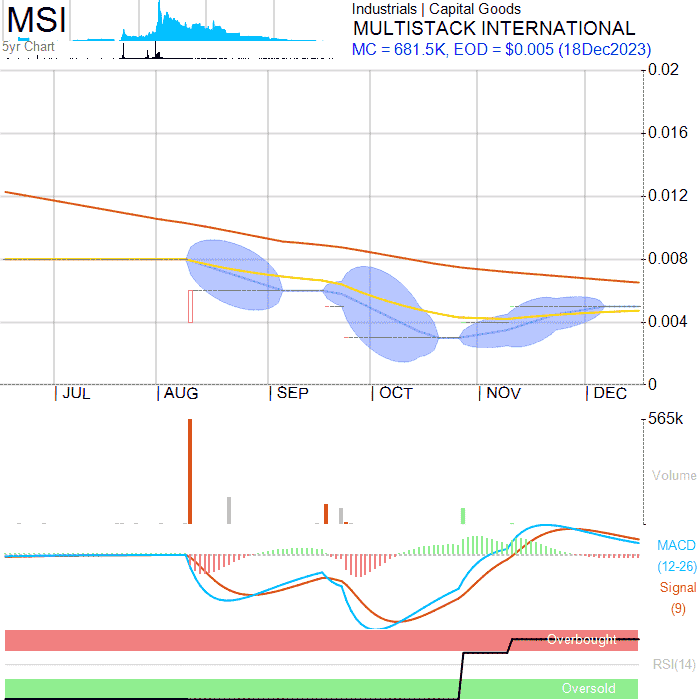 MSI
5yr Chart
Industrials | Capital Goods
MULTISTACK INTERNATIONAL
MC = 681.5K, EOD = $0.005 (18Dec2023)
0.02
0.016
0.012
0.008
0.004
0
| JUL | AUG | SEP | OCT | NOV | DEC
565k
Volume
MACD
(12-26)
Signal
(9)
Overbought
RSI(14)
Oversold